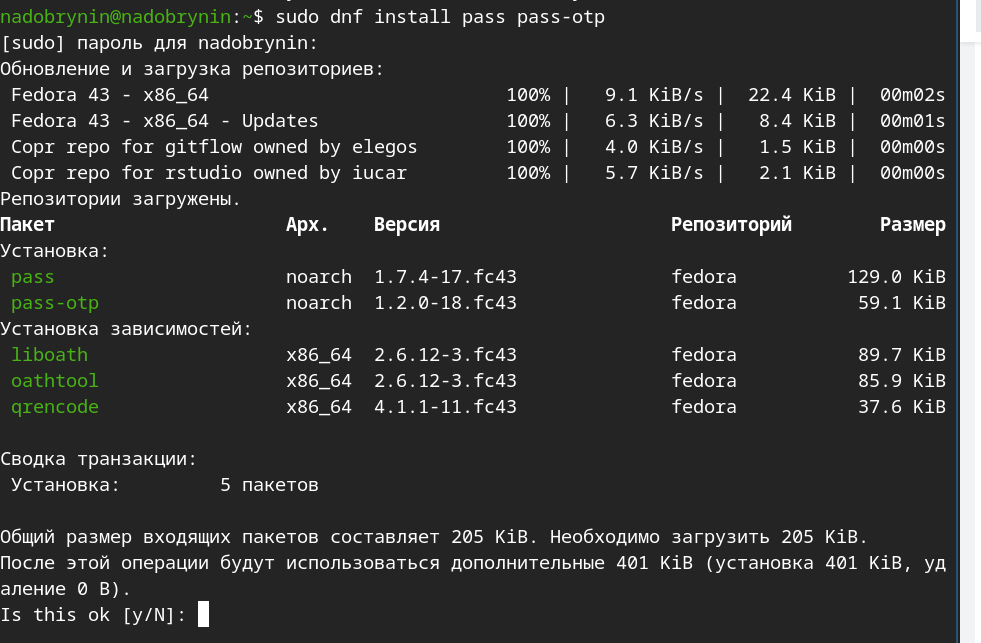 nadobrynin@nadobrynin:~$ sudo dnf install pass pass-otp
[sudo] пароль для nadobrynin:
Обновление и загрузка репозиториев:
Fedora 43 - x86_64 100% | 9.1 KiB/s | 22.4 KiB | 00m02s
Fedora 43 - x86_64 - Updates 100% | 6.3 KiB/s | 8.4 KiB | 00m01s
Copr repo for gitflow owned by elegos 100% | 4.0 KiB/s | 1.5 KiB | 00m00s
Copr repo for rstudio owned by iucar 100% | 5.7 KiB/s | 2.1 KiB | 00m00s
Репозитории загружены.
Пакет Арх. Версия Репозиторий Размер
Установка:
pass noarch 1.7.4-17.fc43 fedora 129.0 KiB
pass-otp noarch 1.2.0-18.fc43 fedora 59.1 KiB
Установка зависимостей:
liboath x86_64 2.6.12-3.fc43 fedora 89.7 KiB
oathtool x86_64 2.6.12-3.fc43 fedora 85.9 KiB
qrencode x86_64 4.1.1-11.fc43 fedora 37.6 KiB
Сводка транзакции:
Установка: 5 пакетов
Общий размер входящих пакетов составляет 205 KiB. Необходимо загрузить 205 KiB.
После этой операции будут использоваться дополнительные 401 KiB (установка 401 KiB, уд
аление 0 B).
Is this ok [y/N]: